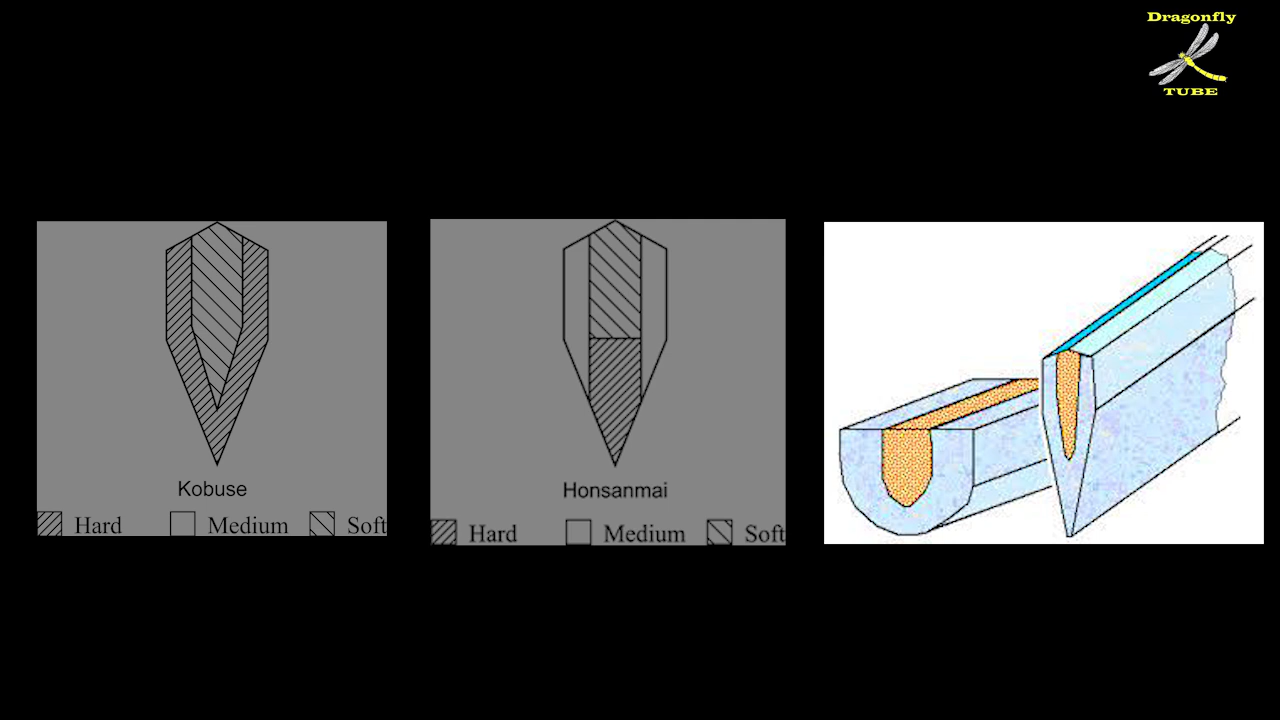 Dragonfly
TUBE
Kobuse
Hard Medium Soft
Honsanmai
Hard Medium Soft